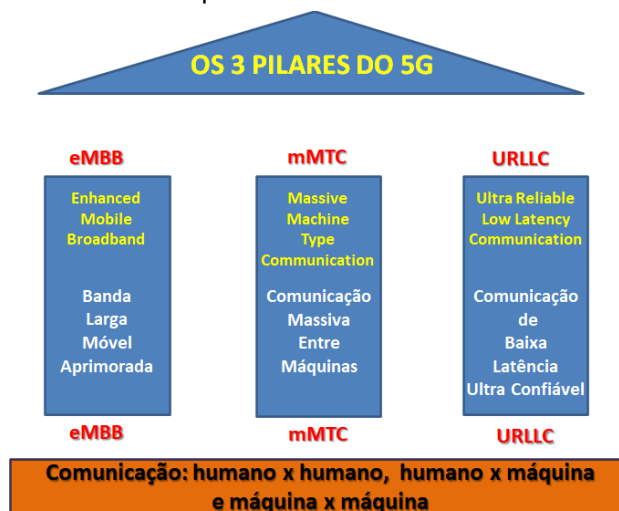 OS 3 PILARES DO 5G
eMBB
mMTC
URLLC
Enhanced
Mobile
Broadband
Banda
Larga
Móvel
Aprimorada
Massive
Machine
Type
Communication
Comunicação
Massiva
Entre
Máquinas
Ultra Reliable
Low Latency
Communication
Comunicação
de
Baixa
Latência
Ultra Confiável
eMBB
mMTC
URLLC
Comunicação: humano x humano, humano x máquina
e máquina x máquina